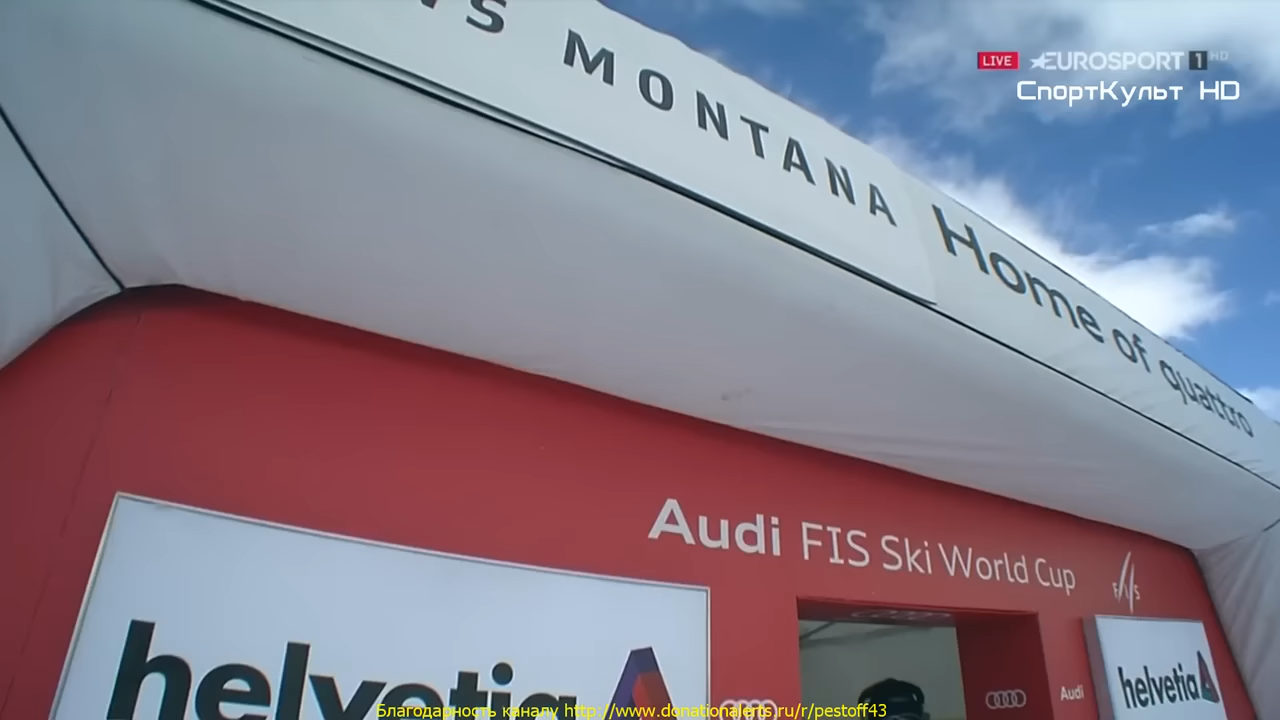 MONTANA
Home of quattro
LIVE EUROSPORT 1 HD
СпортКульт HD
Audi FIS Ski World Cup
FIS
helvetia
Audi
helvetia
Благодарность каналу http://www.donationalerts.ru/r/pestoff43